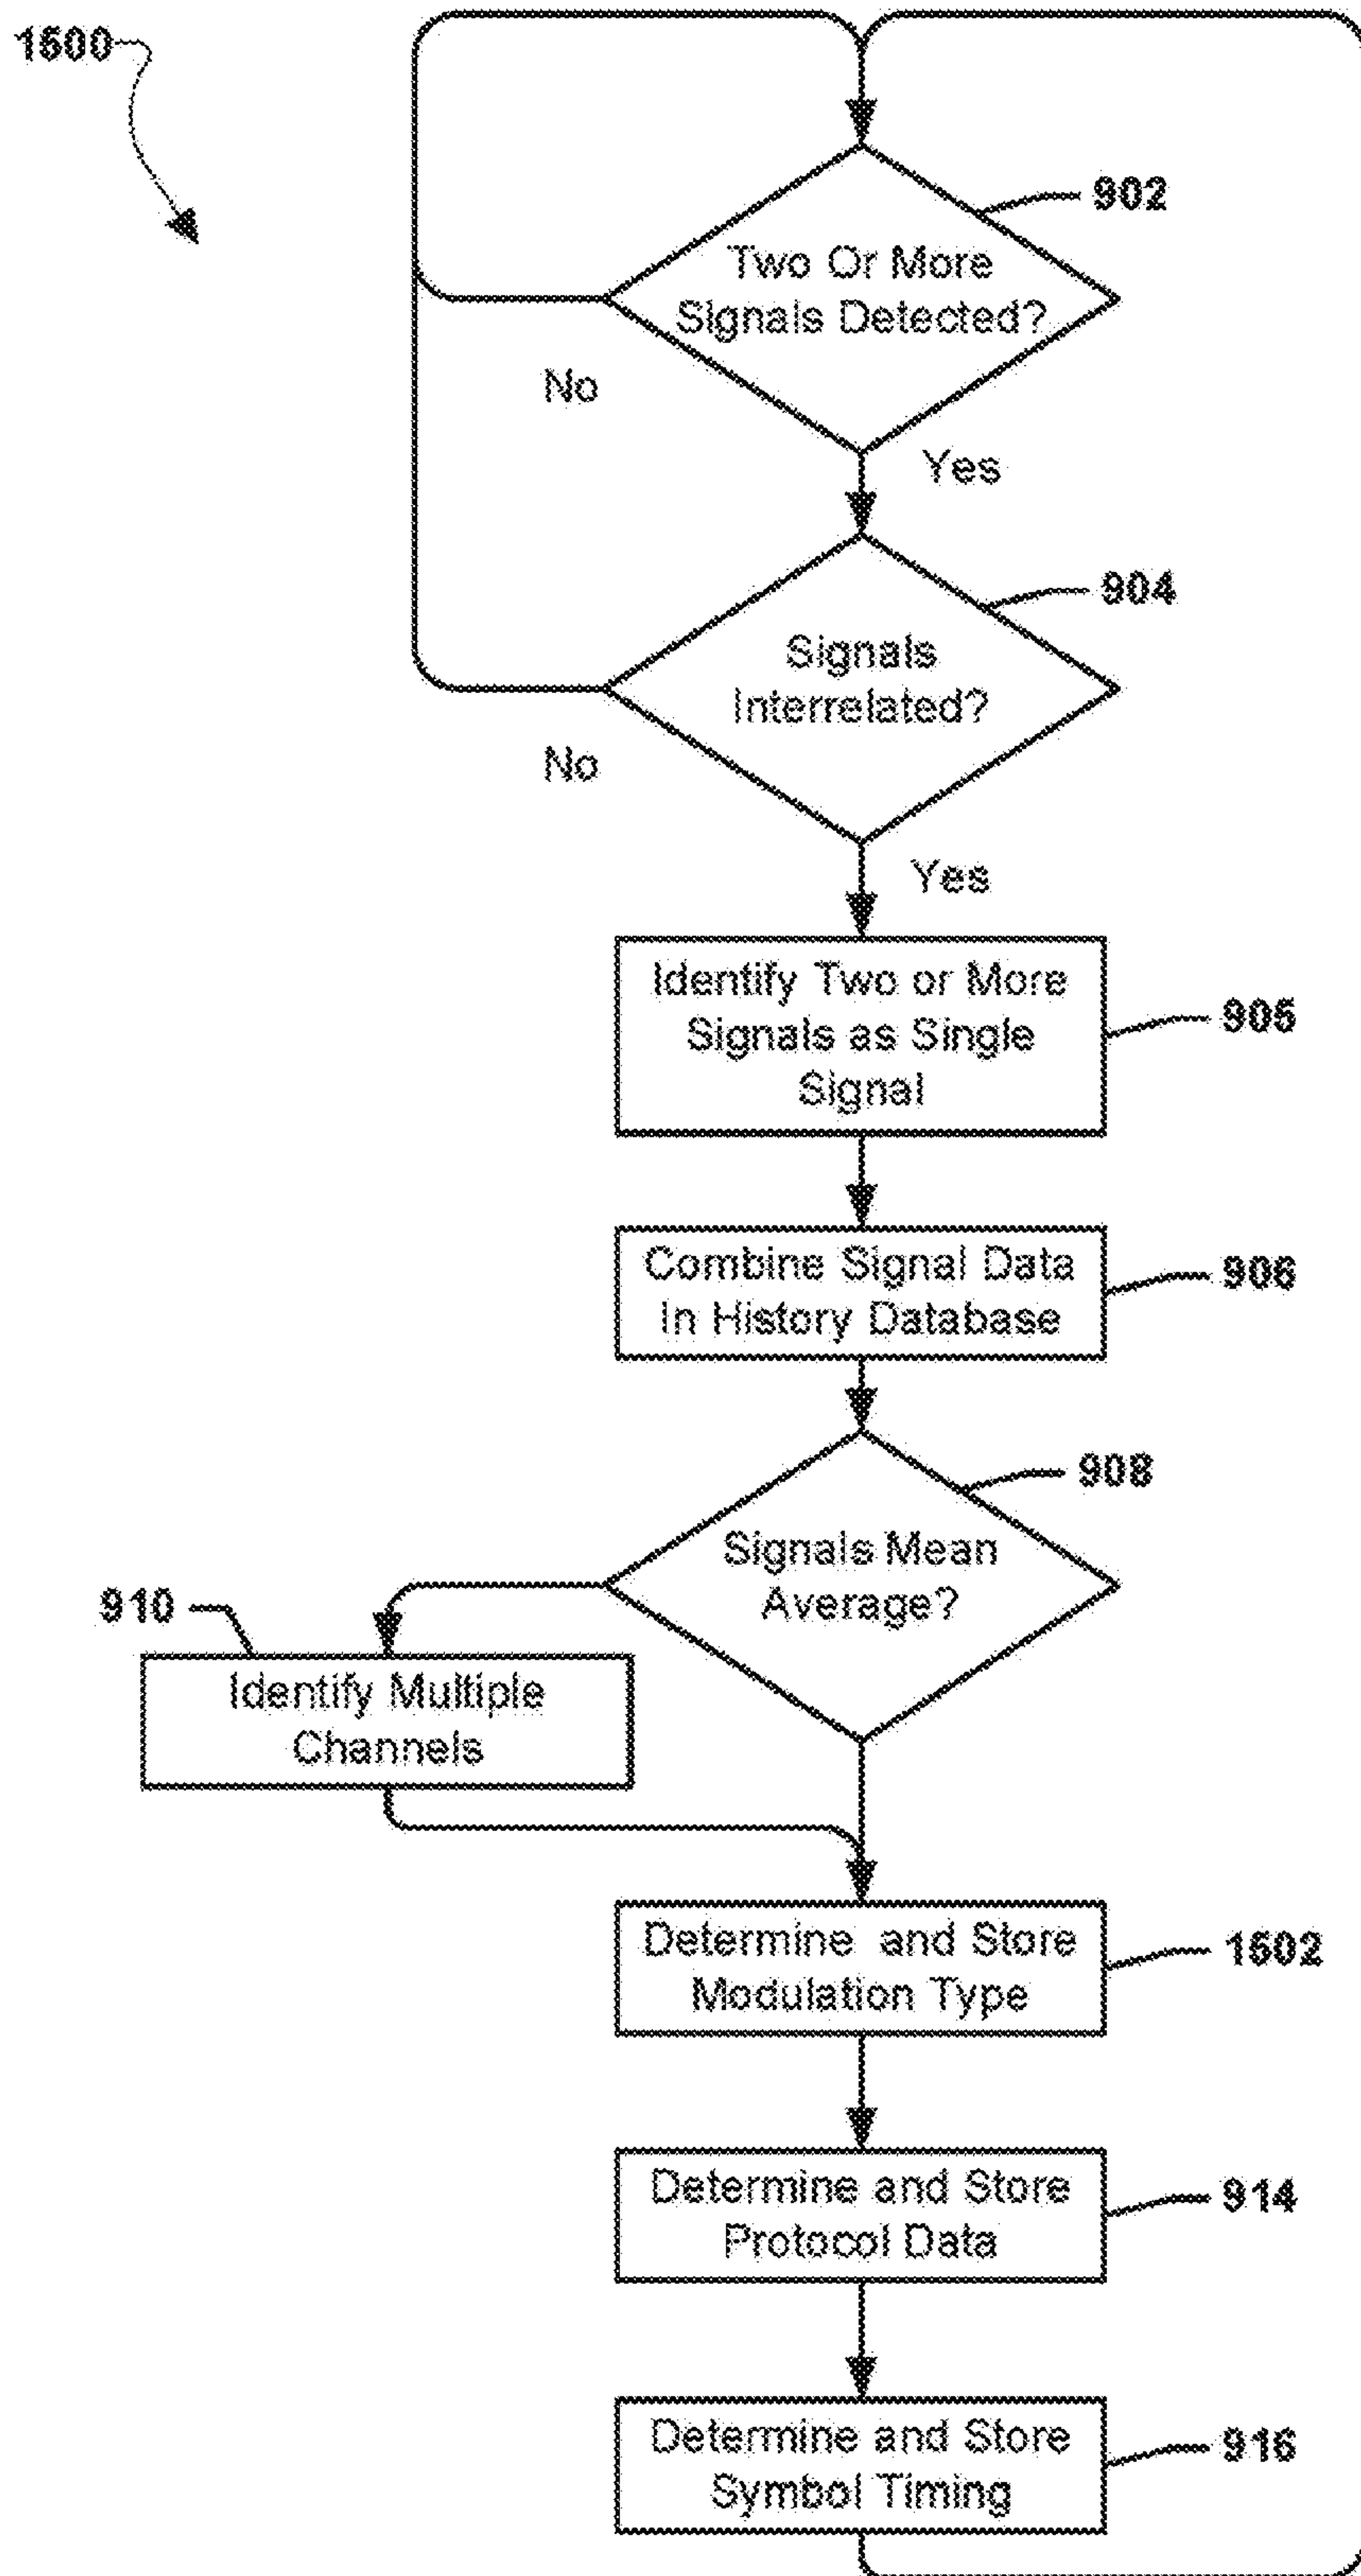 1500
902
Two Or More
Signals Detected?
No
Yes
904
Signals
Interrelated?
No
Yes
Identify Two or More
Signals as Single
Signal
905
Combine Signal Data
In History Database
906
908
Signals Mean
Average?
910
Identify Multiple
Channels
Determine and Store
Modulation Type
1502
Determine and Store
Protocol Data
914
Determine and Store
Symbol Timing
916